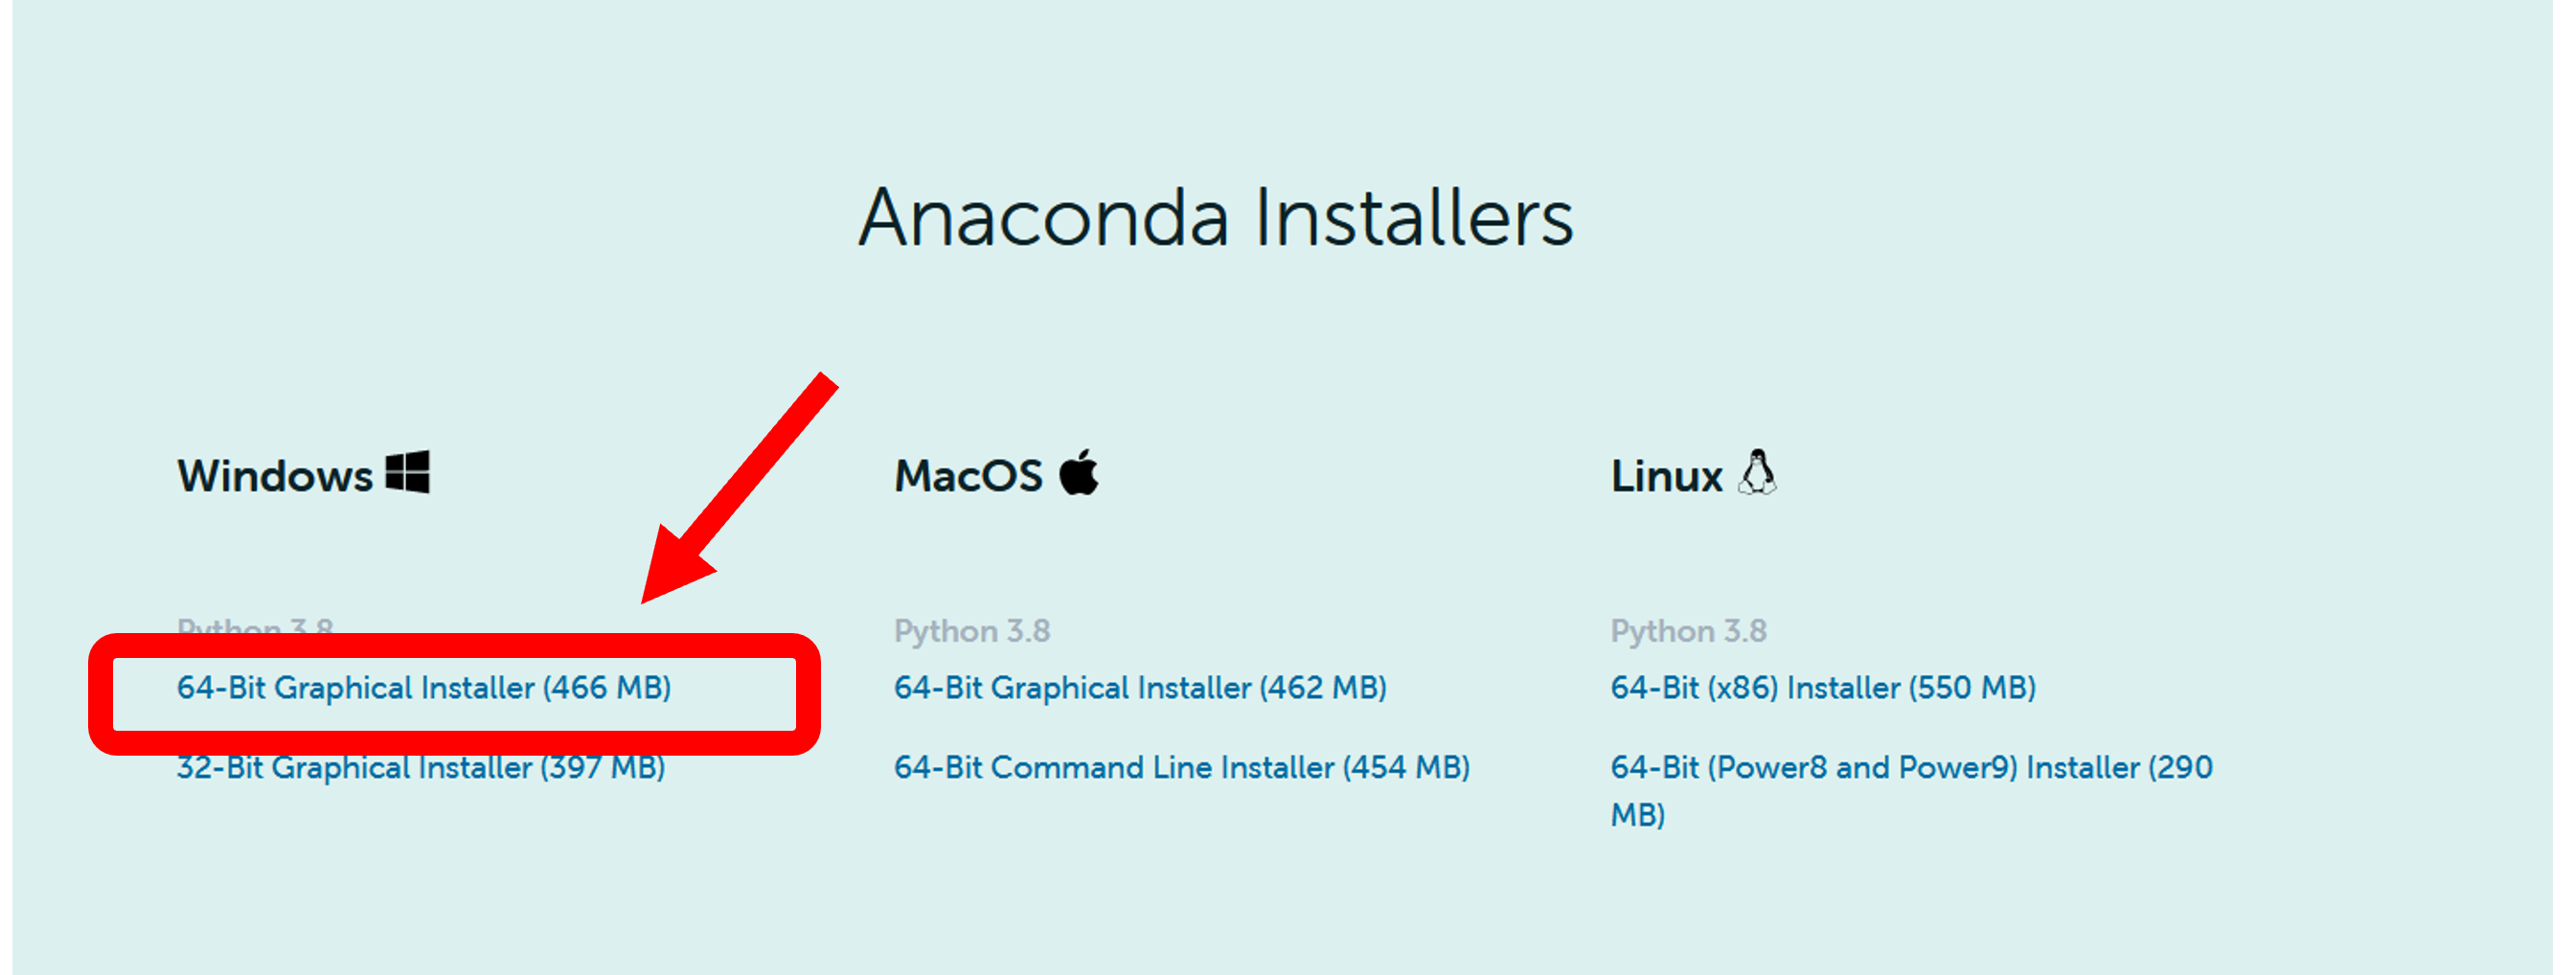 Anaconda Installers
Windows
Python 3.8
64-Bit Graphical Installer (466 MB)
32-Bit Graphical Installer (397 MB)
MacOS
Python 3.8
64-Bit Graphical Installer (462 MB)
64-Bit Command Line Installer (454 MB)
Linux
Python 3.8
64-Bit (x86) Installer (550 MB)
64-Bit (Power8 and Power9) Installer (290
MB)